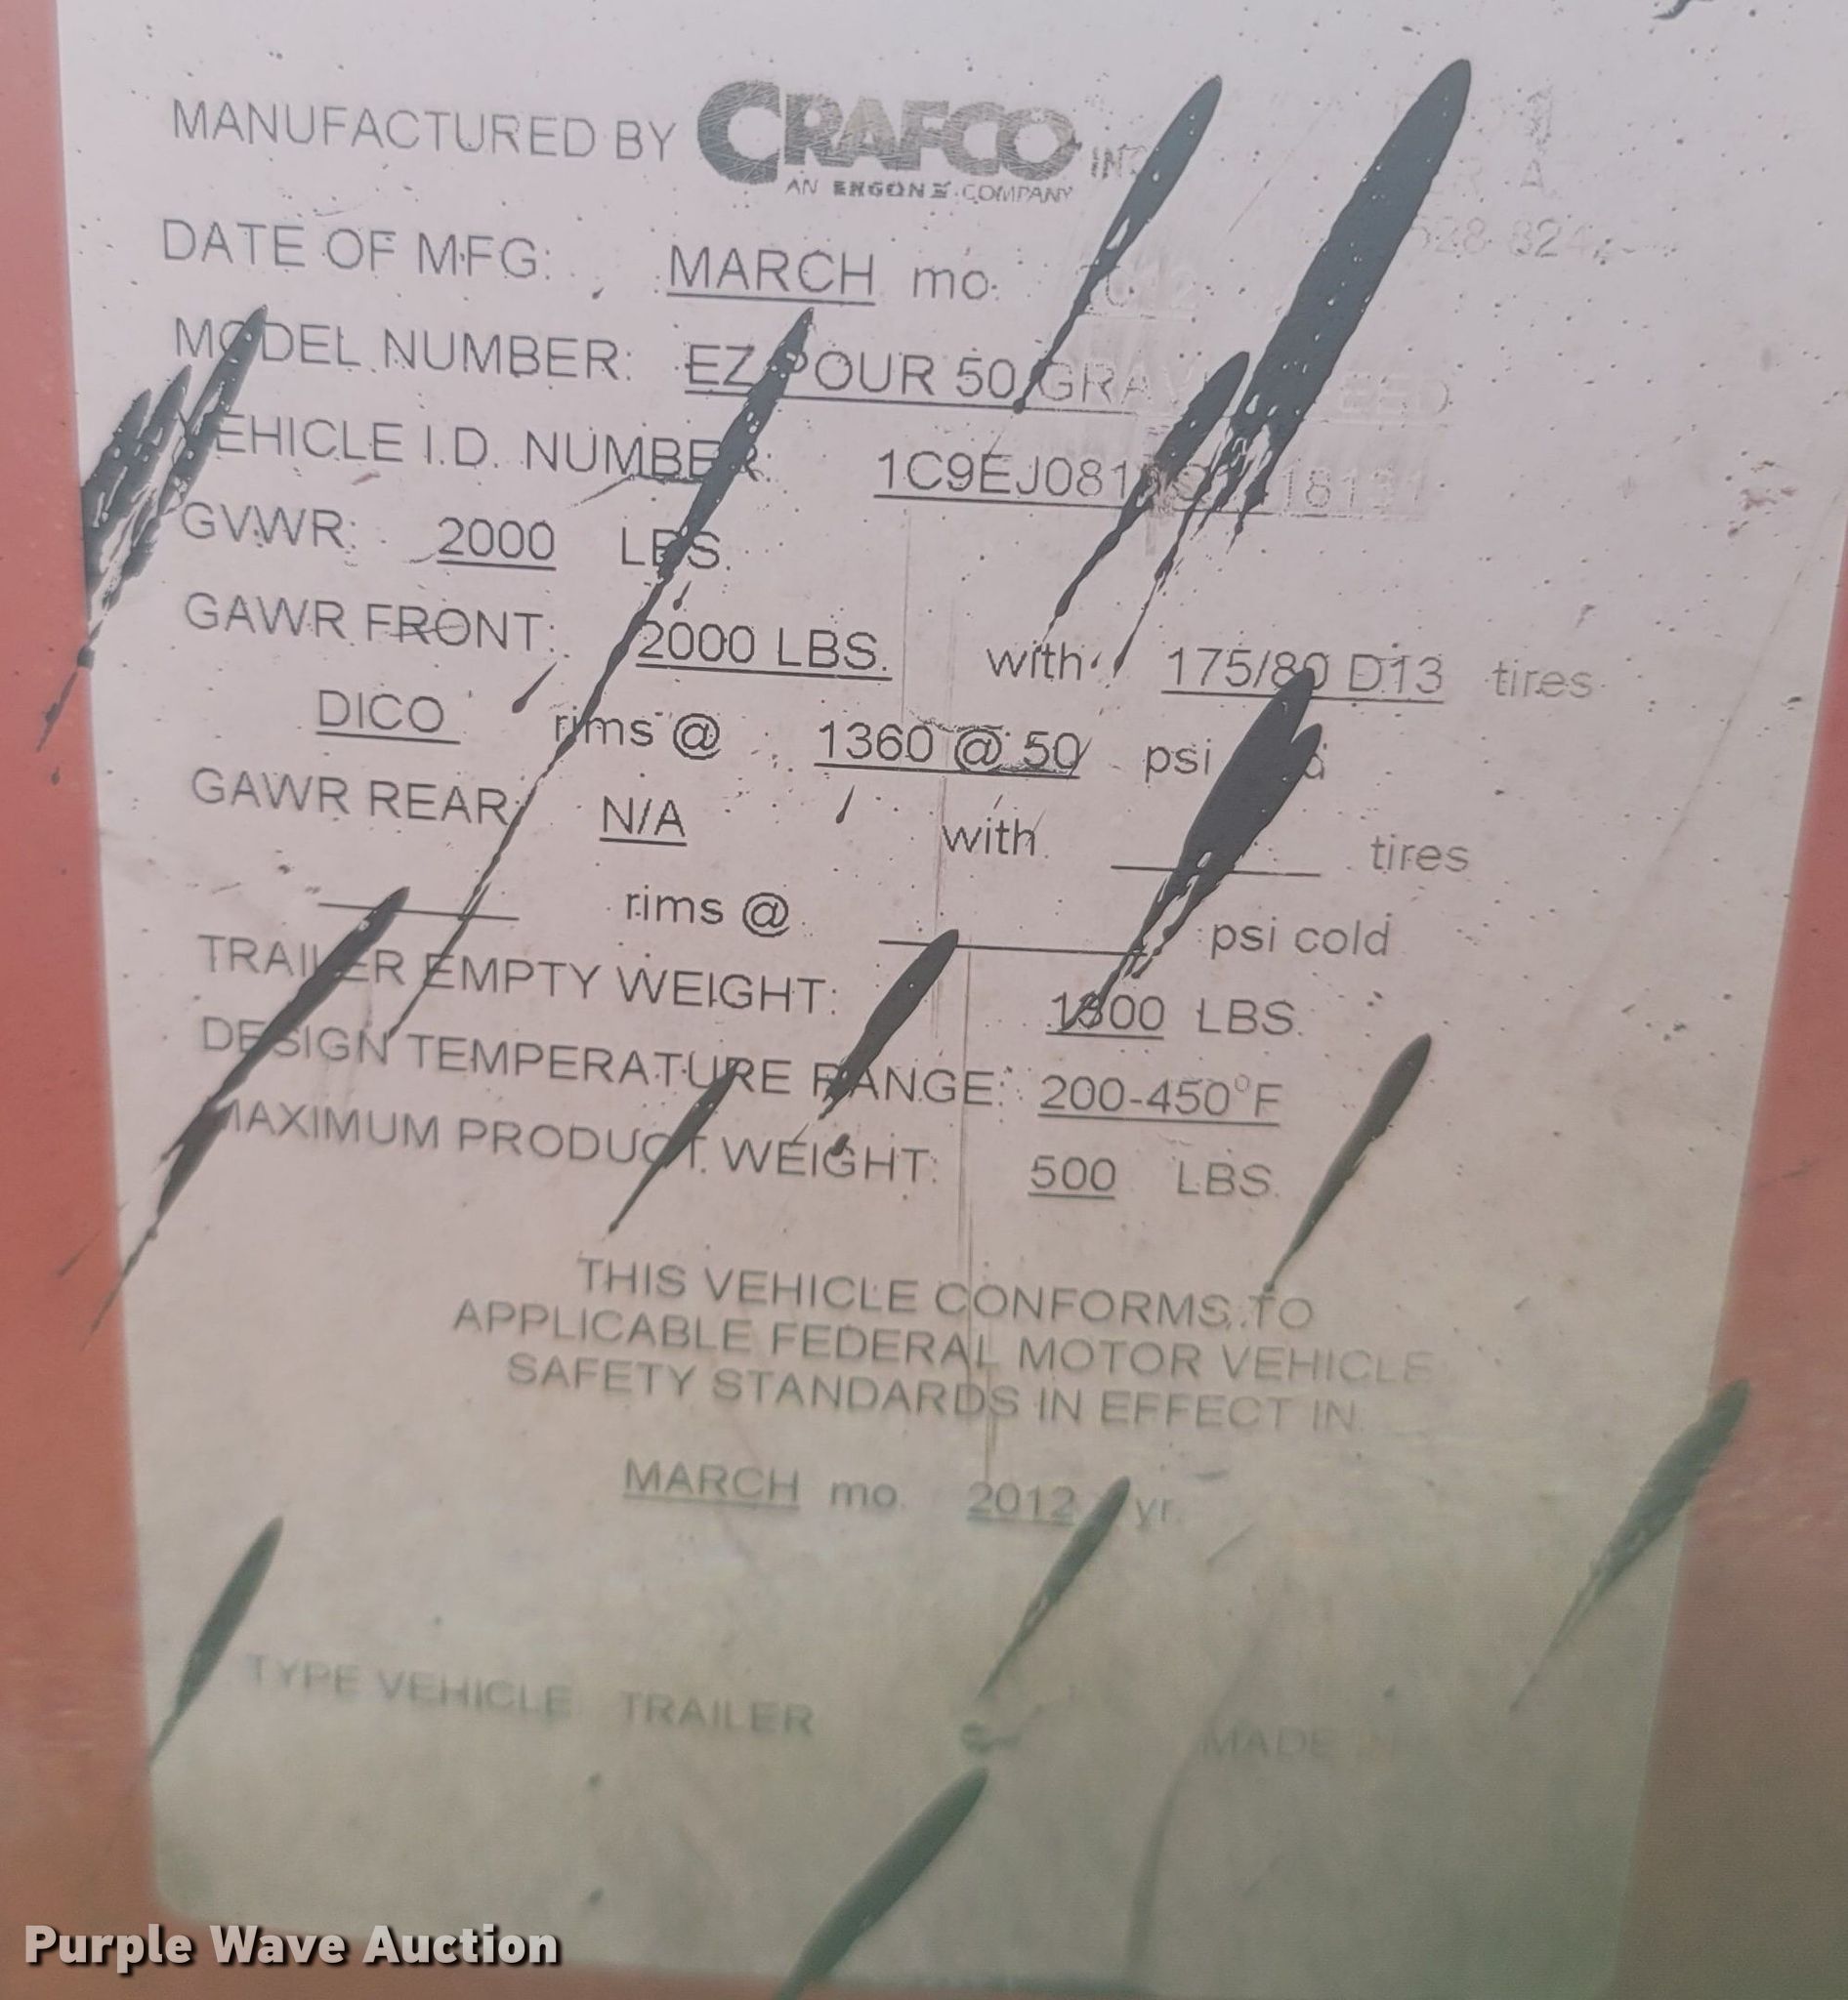 MANUFACTURED BY CRAFCO INC
AN ERGON COMPANY
DATE OF MFG: MARCH mo.
MODEL NUMBER: EZ POUR 50 GRAV
VEHICLE I.D. NUMBER:
GVWR: 2000 LBS.
GAWR FRONT: 2000 LBS. with 175/80 D13 tires
DICO rims @ 1360 @ 50 psi
GAWR REAR: N/A with tires
rims @ psi cold
TRAILER EMPTY WEIGHT: LBS.
DESIGN TEMPERATURE RANGE: 200-450°F
MAXIMUM PRODUCT WEIGHT: 500 LBS.
THIS VEHICLE CONFORMS TO
APPLICABLE FEDERAL MOTOR VEHICLE
SAFETY STANDARDS IN EFFECT IN
MARCH mo. 2012 yr.
TYPE VEHICLE TRAILER MADE
Purple Wave Auction